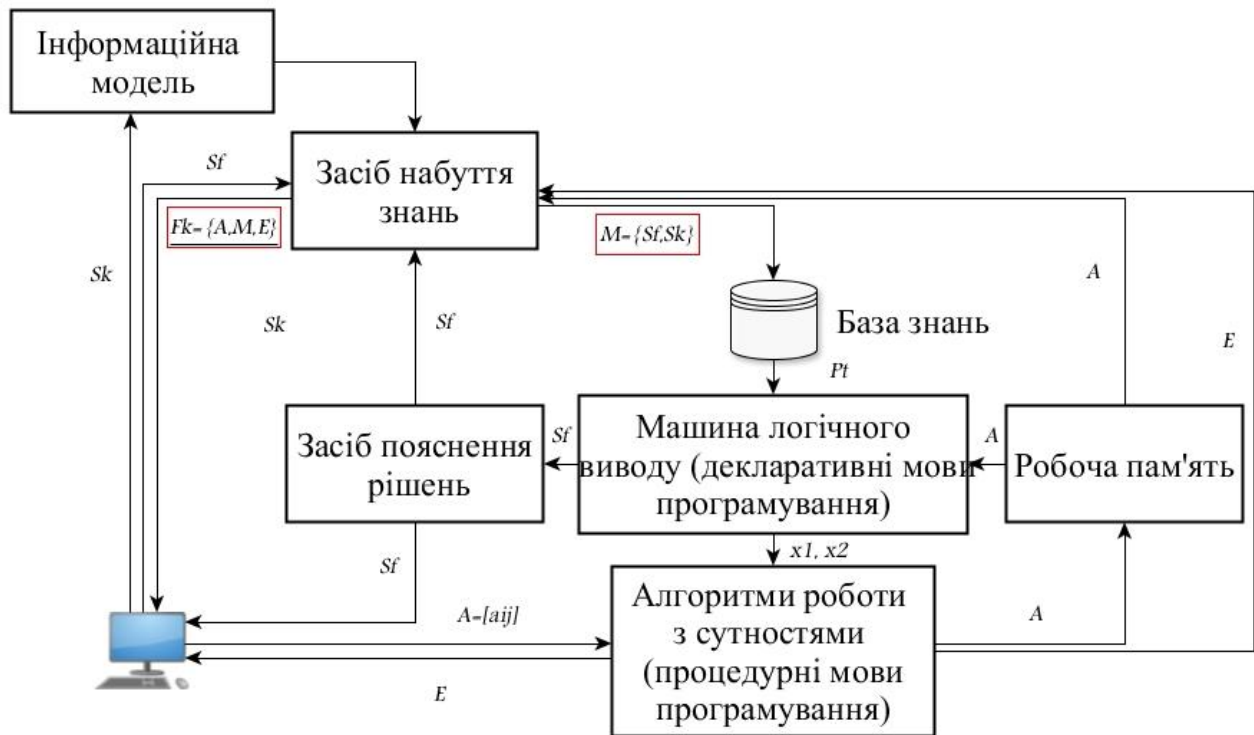 Інформаційна
модель
Sf
Засіб набуття
знань
Fk={A,M,E}
M={Sf,Sk}
Sk
A
Sk
Sf
База знань
E
Pt
Засіб пояснення
рішень
Sf
Машина логічного
виводу (декларативні мови
програмування)
A
Робоча пам'ять
Sf
x1, x2
A=[aij]
Алгоритми роботи
з сутностями
(процедурні мови
програмування)
A
E